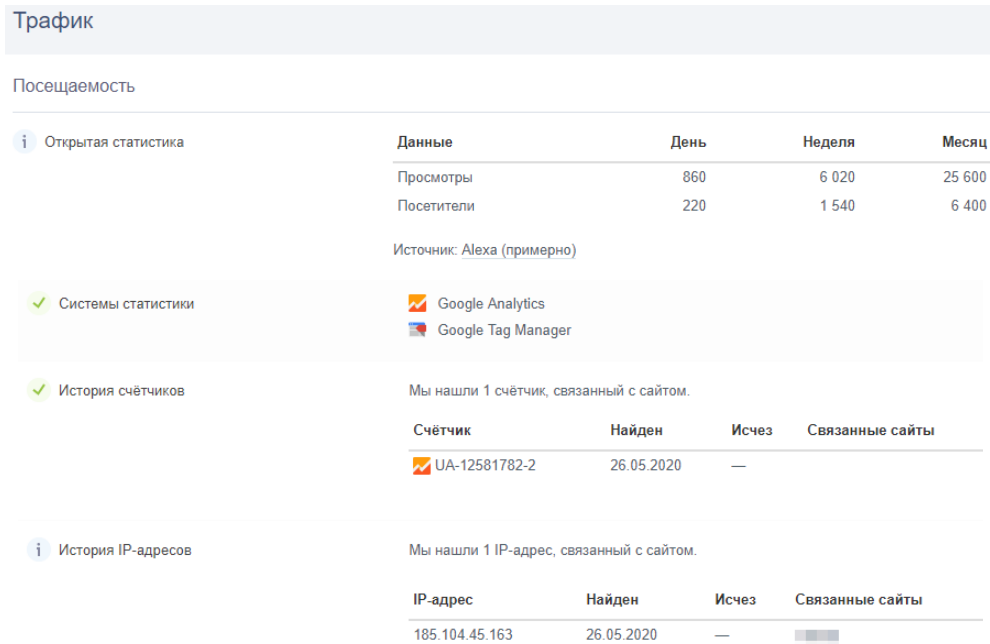 Трафик
Посещаемость
Открытая статистика
Данные День Неделя Месяц
Просмотры 860 6 020 25 600
Посетители 220 1 540 6 400
Источник: Alexa (примерно)
Системы статистики
Google Analytics
Google Tag Manager
История счётчиков
Мы нашли 1 счётчик, связанный с сайтом.
Счётчик Найден Исчез Связанные сайты
UA-12581782-2 26.05.2020 —
История IP-адресов
Мы нашли 1 IP-адрес, связанный с сайтом.
IP-адрес Найден Исчез Связанные сайты
185.104.45.163 26.05.2020 —